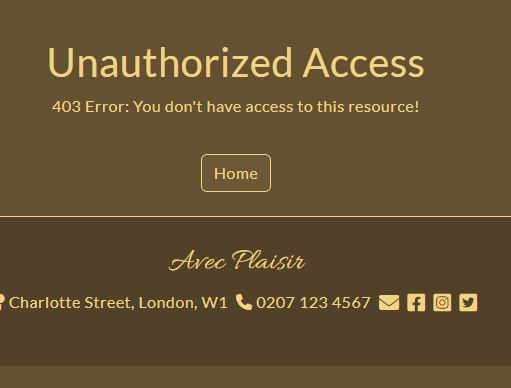 Unauthorized Access
403 Error: You don't have access to this resource!
Home
Avec Plaisir
Charlotte Street, London, W1 0207 123 4567